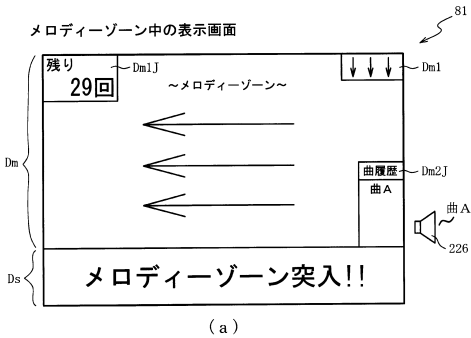 メロディーゾーン中の表示画面
81
残り
29回
Dm1J
～メロディーゾーン～
Dm1
Dm
曲履歴
Dm2J
曲A
曲A
226
Ds
メロディーゾーン突入!!
(a)